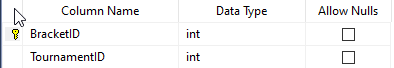 Column Name Data Type Allow Nulls
BracketID int
TournamentID int